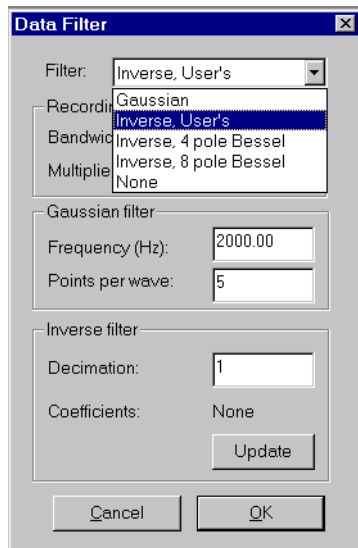 Data Filter
Filter: Inverse, User's
Gaussian
Inverse, User's
Inverse, 4 pole Bessel
Inverse, 8 pole Bessel
None
Gaussian filter
Frequency (Hz): 2000.00
Points per wave: 5
Inverse filter
Decimation: 1
Coefficients: None
Update
Cancel OK